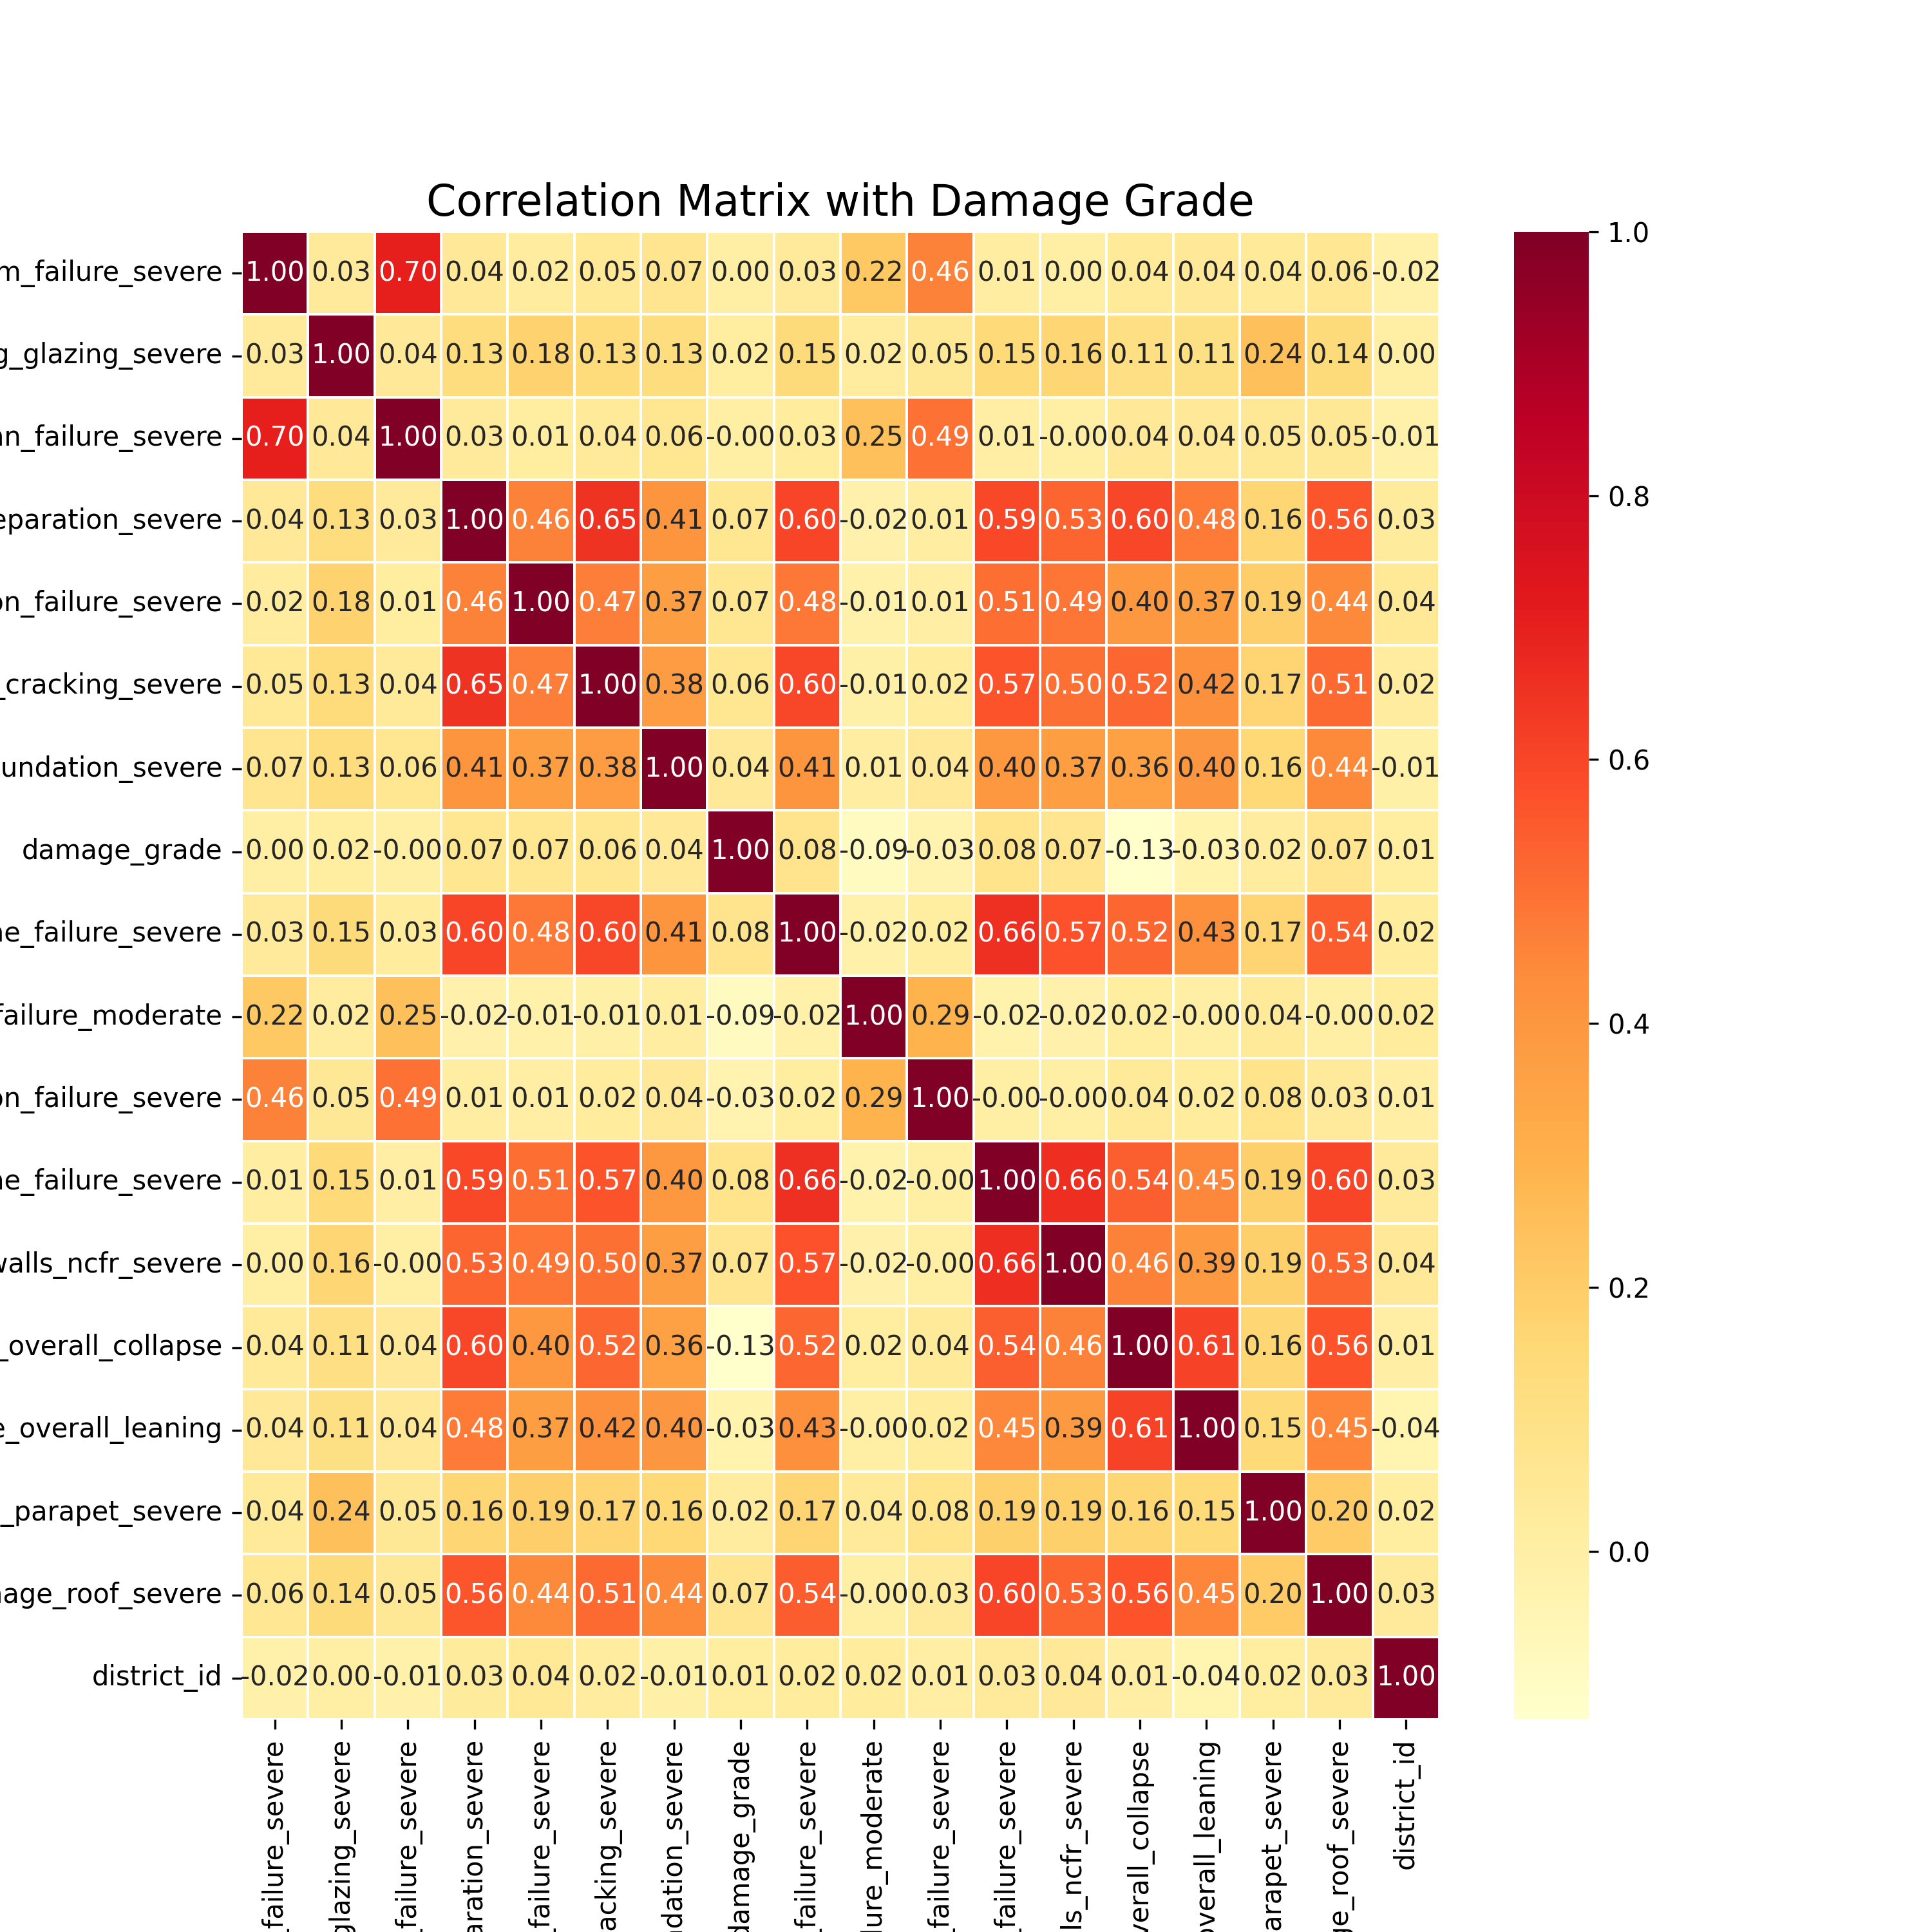 Correlation Matrix with Damage Grade
m_failure_severe 1.00 0.03 0.70 0.04 0.02 0.05 0.07 0.00 0.03 0.22 0.46 0.01 0.00 0.04 0.04 0.04 0.06 -0.02
g_glazing_severe 0.03 1.00 0.04 0.13 0.18 0.13 0.13 0.02 0.15 0.02 0.05 0.15 0.16 0.11 0.11 0.24 0.14 0.00
an_failure_severe 0.70 0.04 1.00 0.03 0.01 0.04 0.06 -0.00 0.03 0.25 0.49 0.01 -0.00 0.04 0.04 0.05 0.05 -0.01
eparation_severe 0.04 0.13 0.03 1.00 0.46 0.65 0.41 0.07 0.60 -0.02 0.01 0.59 0.53 0.60 0.48 0.16 0.56 0.03
on_failure_severe 0.02 0.18 0.01 0.46 1.00 0.47 0.37 0.07 0.48 -0.01 0.01 0.51 0.49 0.40 0.37 0.19 0.44 0.04
_cracking_severe 0.05 0.13 0.04 0.65 0.47 1.00 0.38 0.06 0.60 -0.01 0.02 0.57 0.50 0.52 0.42 0.17 0.51 0.02
undation_severe 0.07 0.13 0.06 0.41 0.37 0.38 1.00 0.04 0.41 0.01 0.04 0.40 0.37 0.36 0.40 0.16 0.44 -0.01
damage_grade 0.00 0.02 -0.00 0.07 0.07 0.06 0.04 1.00 0.08 -0.09 -0.03 0.08 0.07 -0.13 -0.03 0.02 0.07 0.01
ne_failure_severe 0.03 0.15 0.03 0.60 0.48 0.60 0.41 0.08 1.00 -0.02 0.02 0.66 0.57 0.52 0.43 0.17 0.54 0.02
failure_moderate 0.22 0.02 0.25 -0.02 -0.01 -0.01 0.01 -0.09 -0.02 1.00 0.29 -0.02 -0.02 0.02 -0.00 0.04 -0.00 0.02
on_failure_severe 0.46 0.05 0.49 0.01 0.01 0.02 0.04 -0.03 0.02 0.29 1.00 -0.00 -0.00 0.04 0.02 0.08 0.03 0.01
ne_failure_severe 0.01 0.15 0.01 0.59 0.51 0.57 0.40 0.08 0.66 -0.02 -0.00 1.00 0.66 0.54 0.45 0.19 0.60 0.03
walls_ncfr_severe 0.00 0.16 -0.00 0.53 0.49 0.50 0.37 0.07 0.57 -0.02 -0.00 0.66 1.00 0.46 0.39 0.19 0.53 0.04
_overall_collapse 0.04 0.11 0.04 0.60 0.40 0.52 0.36 -0.13 0.52 0.02 0.04 0.54 0.46 1.00 0.61 0.16 0.56 0.01
e_overall_leaning 0.04 0.11 0.04 0.48 0.37 0.42 0.40 -0.03 0.43 -0.00 0.02 0.45 0.39 0.61 1.00 0.15 0.45 -0.04
_parapet_severe 0.04 0.24 0.05 0.16 0.19 0.17 0.16 0.02 0.17 0.04 0.08 0.19 0.19 0.16 0.15 1.00 0.20 0.02
nage_roof_severe 0.06 0.14 0.05 0.56 0.44 0.51 0.44 0.07 0.54 -0.00 0.03 0.60 0.53 0.56 0.45 0.20 1.00 0.03
district_id -0.02 0.00 -0.01 0.03 0.04 0.02 -0.01 0.01 0.02 0.02 0.01 0.03 0.04 0.01 -0.04 0.02 0.03 1.00
_failure_severe
glazing_severe
_failure_severe
aration_severe
_failure_severe
acking_severe
ndation_severe
damage_grade
_failure_severe
lure_moderate
_failure_severe
_failure_severe
lls_ncfr_severe
verall_collapse
overall_leaning
arapet_severe
ge_roof_severe
district_id
1.0
0.8
0.6
0.4
0.2
0.0